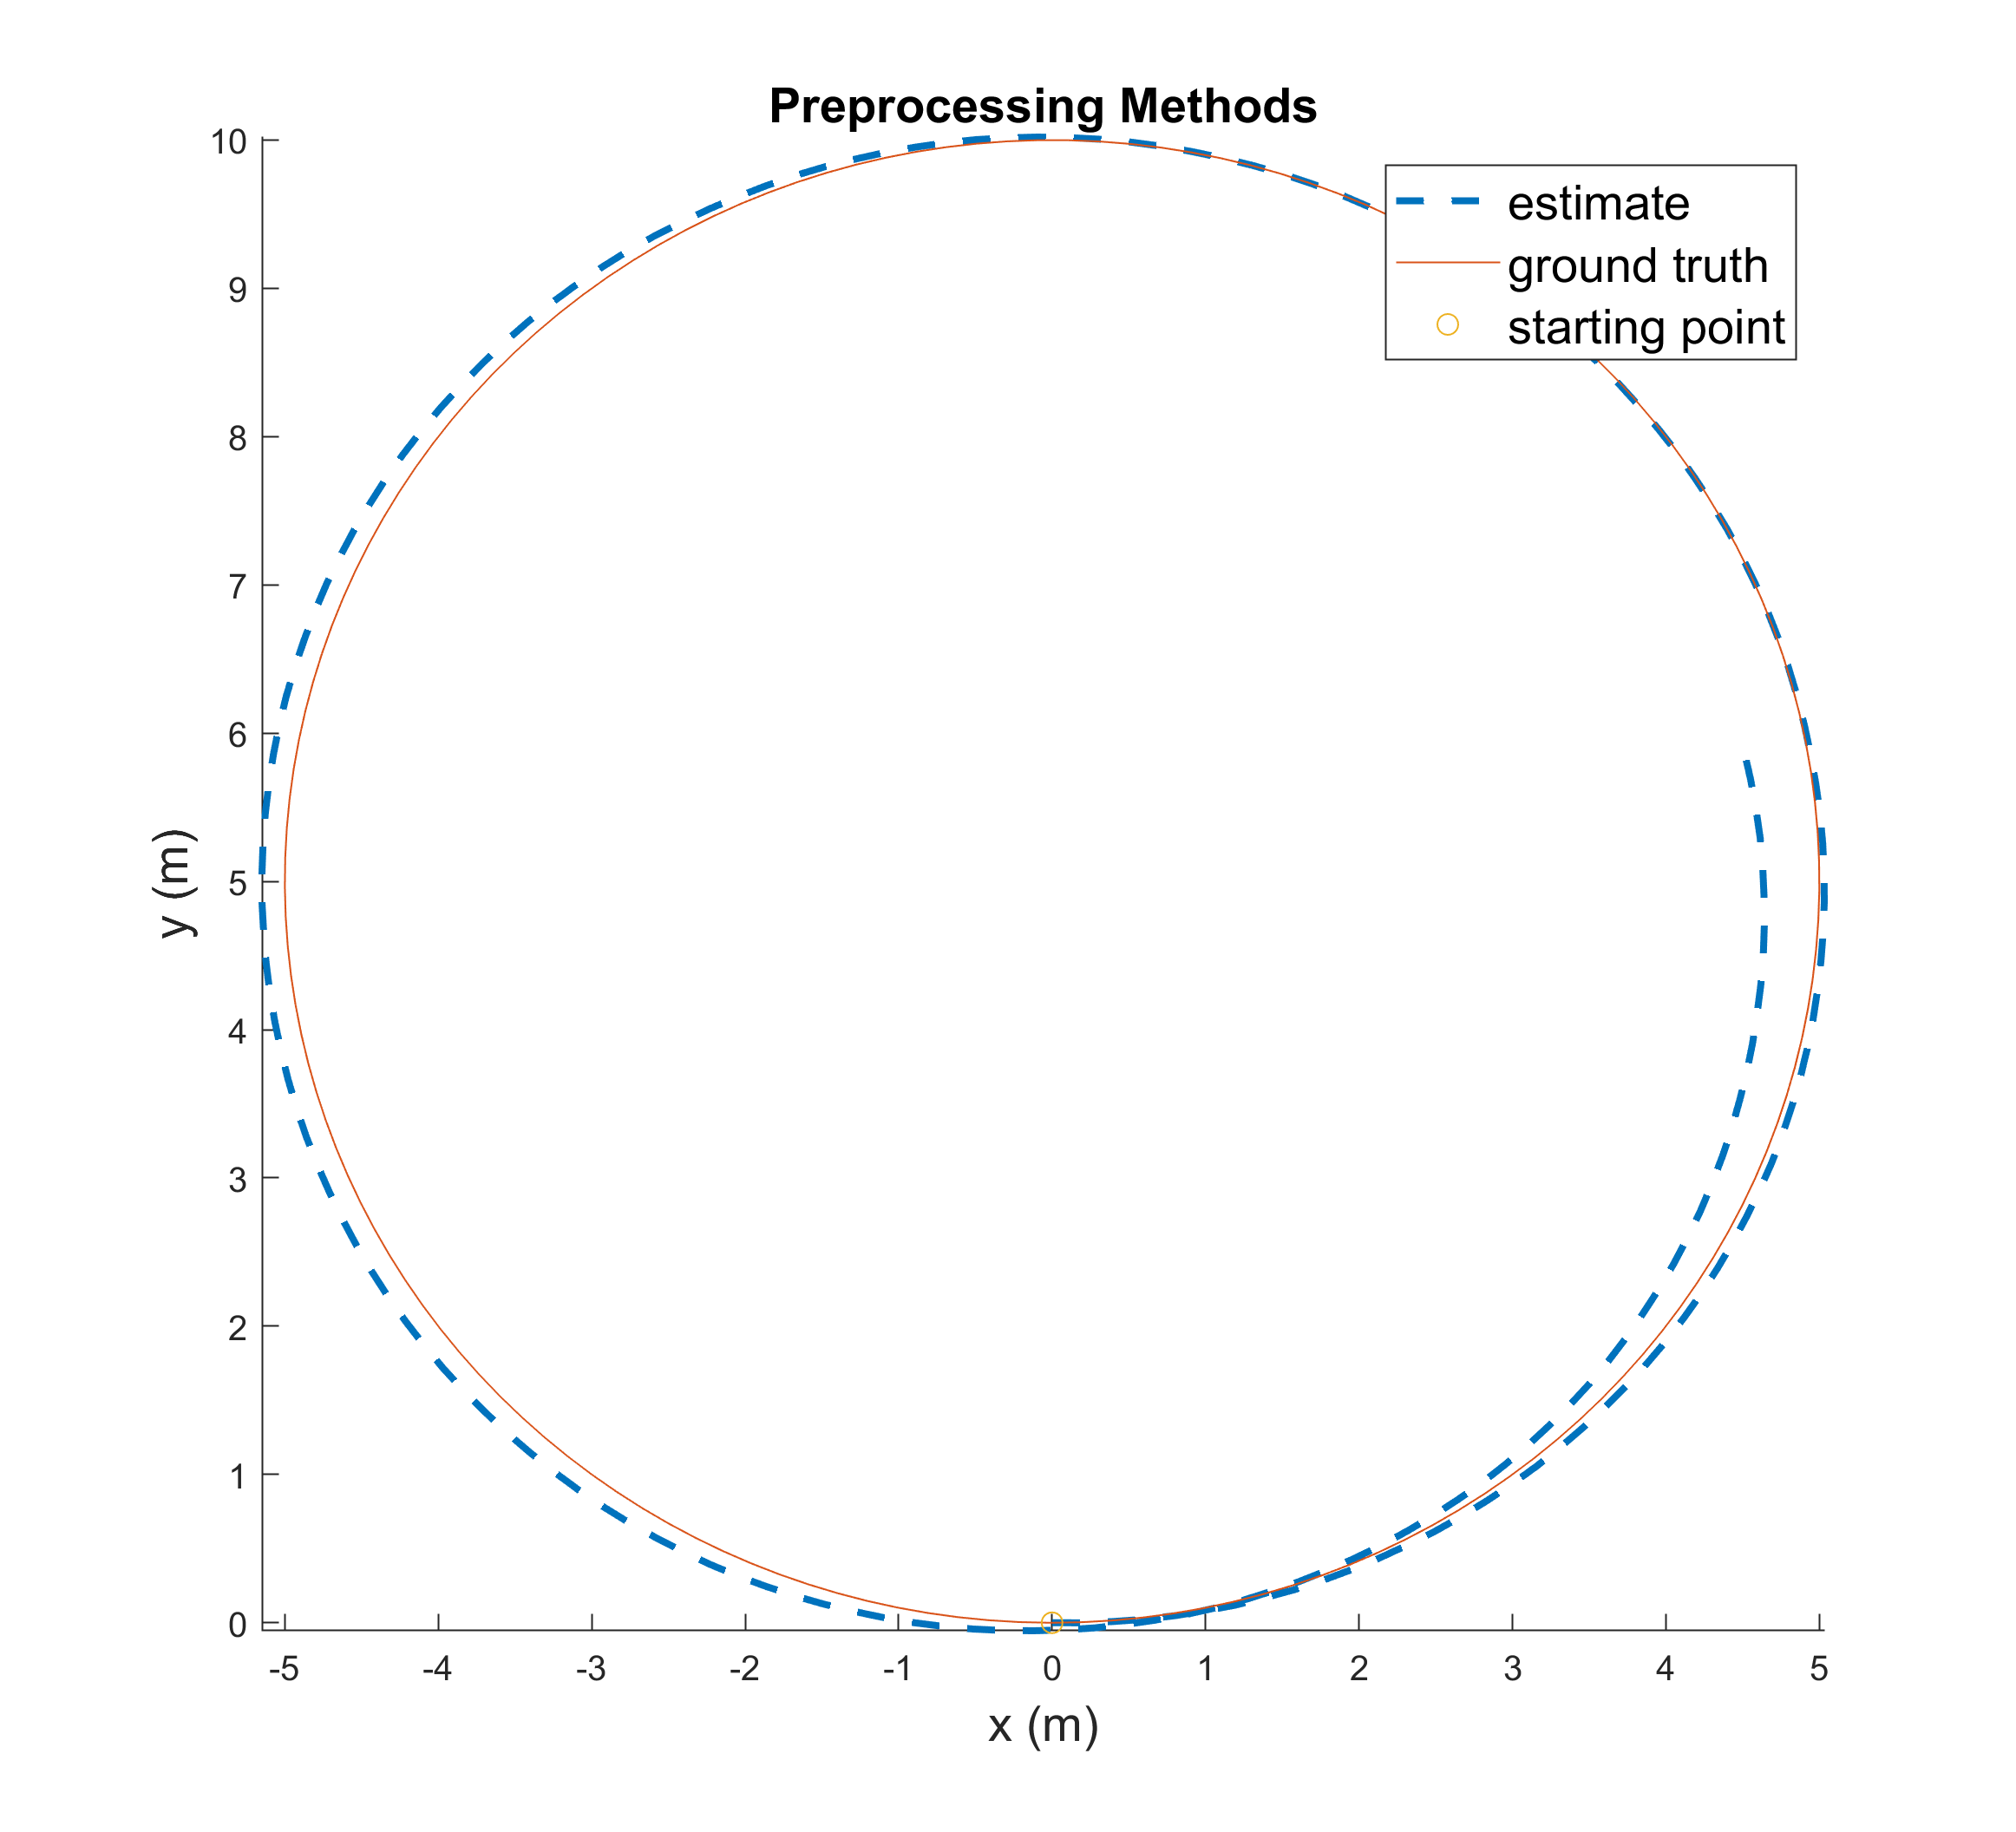 Preprocessing Methods
estimate
ground truth
starting point
10
9
8
7
6
5
4
3
2
1
0
y (m)
-5 -4 -3 -2 -1 0 1 2 3 4 5
x (m)